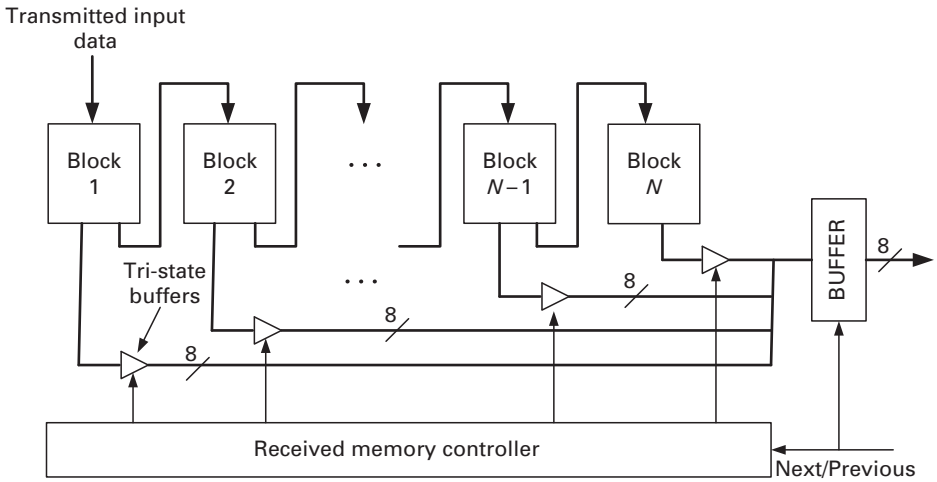 Transmitted input
data
Block
1
Block
2
. . .
Block
N – 1
Block
N
BUFFER
8
Tri-state
buffers
. . .
8
8
8
Received memory controller
Next/Previous